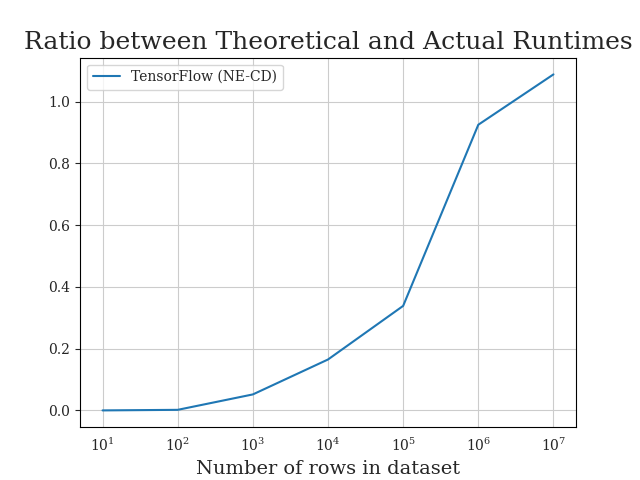 Ratio between Theoretical and Actual Runtimes
TensorFlow (NE-CD)
1.0
0.8
0.6
0.4
0.2
0.0
10¹ 10² 10³ 10⁴ 10⁵ 10⁶ 10⁷
Number of rows in dataset